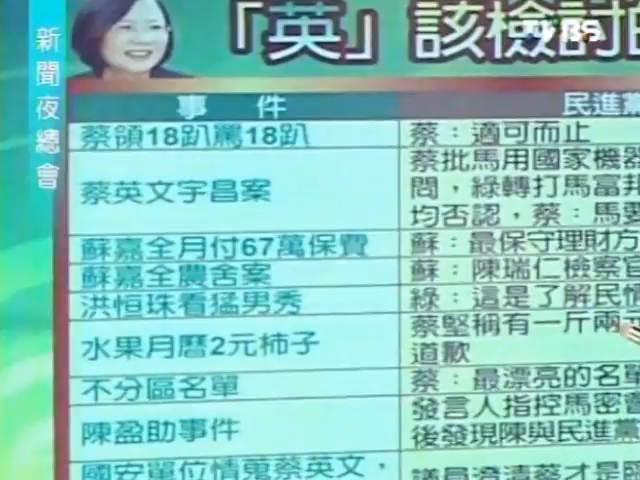 TVBS
新聞夜總會
「英」該檢討的
事件
民進黨
蔡領18趴罵18趴
蔡：適可而止
蔡英文宇昌案
蔡批馬用國家機器
問，綠轉打馬富邦
均否認，蔡：馬要
蘇嘉全月付67萬保費
蘇：最保守理財方
蘇嘉全農舍案
蘇：陳瑞仁檢察官
洪恒珠看猛男秀
綠：這是了解民情
水果月曆2元柿子
蔡堅稱有一斤兩元
道歉
不分區名單
蔡：最漂亮的名單
陳盈助事件
發言人指控馬密會
後發現陳與民進黨
國安單位情蒐蔡英文，
議員澄清蔡才是